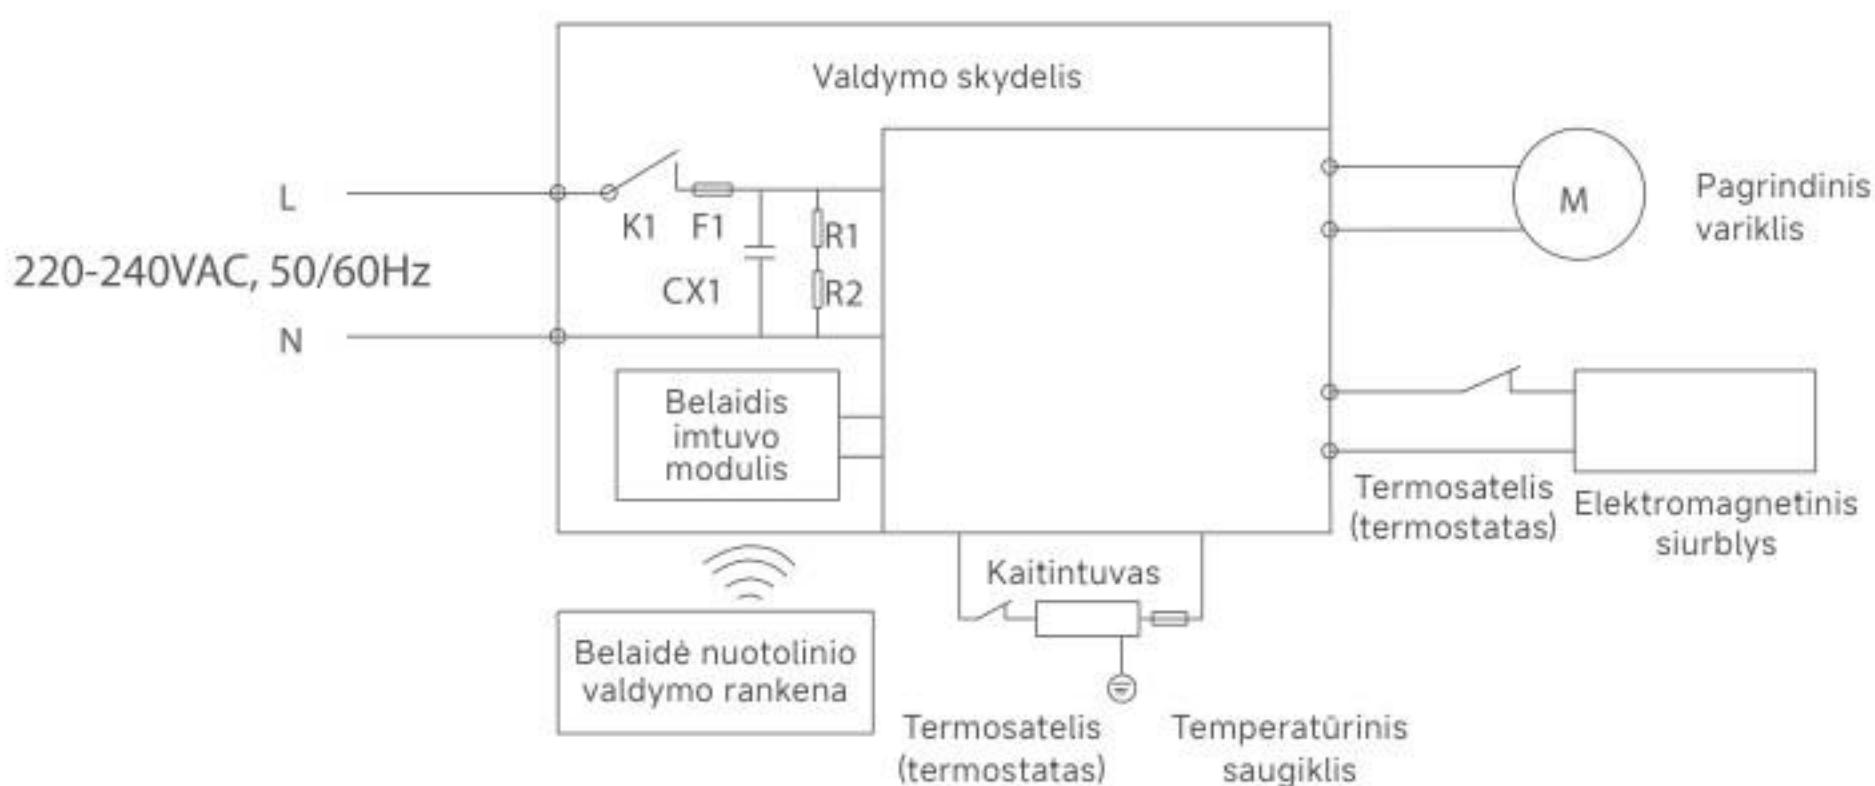 Valdymo skydelis
L
K1 F1
R1
220-240VAC, 50/60Hz
CX1
R2
N
M
Pagrindinis
variklis
Belaidis
imtuvo
modulis
Termosatelis
(termostatas)
Elektromagnetinis
siurblys
Kaitintuvas
Belaidė nuotolinio
valdymo rankena
Termosatelis
(termostatas)
Temperatūrinis
saugiklis